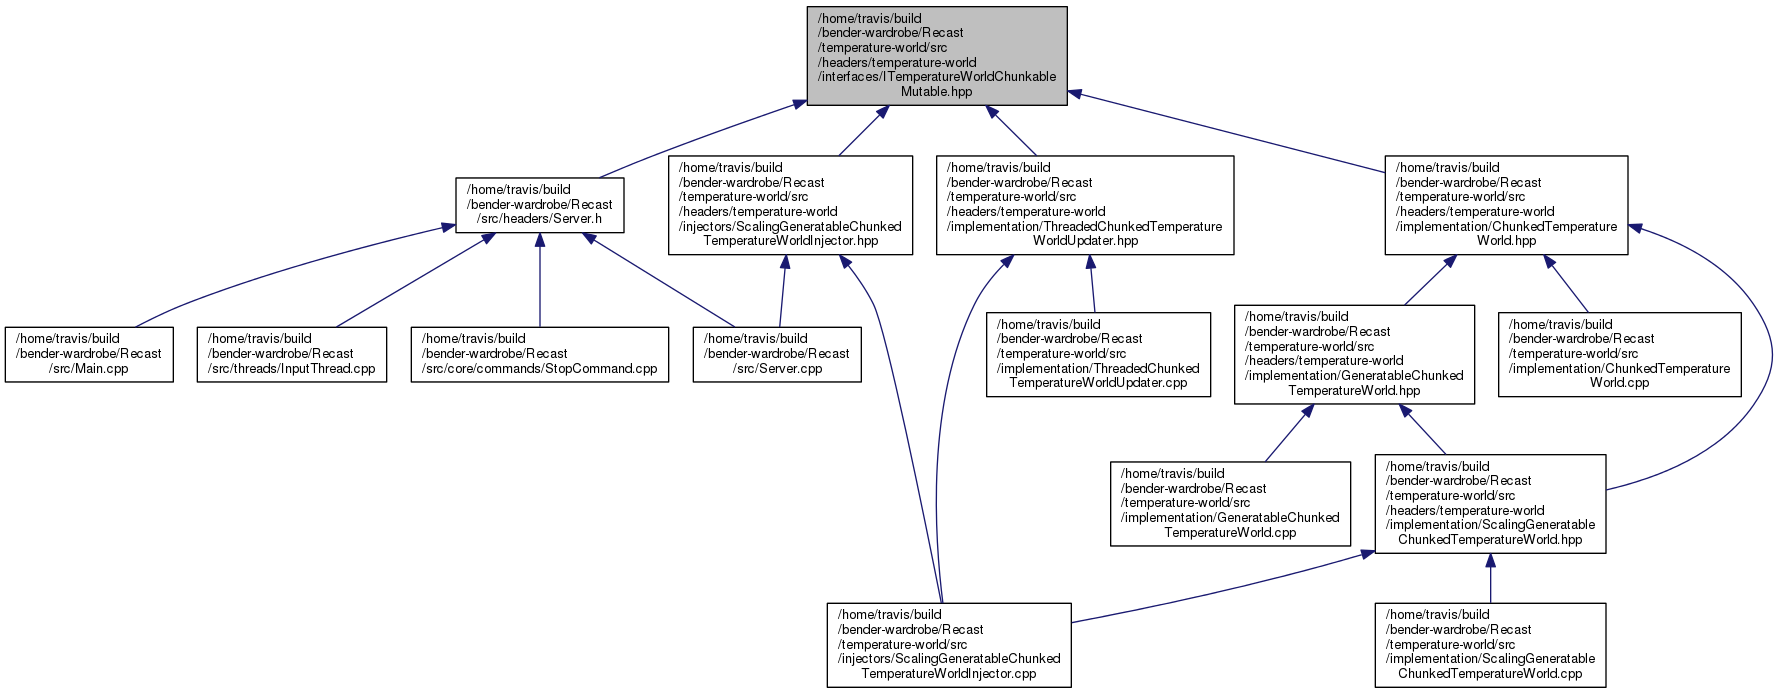 /home/travis/build
/bender-wardrobe/Recast
/temperature-world/src
/headers/temperature-world
/interfaces/ITemperatureWorldChunkable
Mutable.hpp
/home/travis/build
/bender-wardrobe/Recast
/src/headers/Server.h
/home/travis/build
/bender-wardrobe/Recast
/temperature-world/src
/headers/temperature-world
/injectors/ScalingGeneratableChunked
TemperatureWorldInjector.hpp
/home/travis/build
/bender-wardrobe/Recast
/temperature-world/src
/headers/temperature-world
/implementation/ThreadedChunkedTemperature
WorldUpdater.hpp
/home/travis/build
/bender-wardrobe/Recast
/temperature-world/src
/headers/temperature-world
/implementation/ChunkedTemperature
World.hpp
/home/travis/build
/bender-wardrobe/Recast
/src/Main.cpp
/home/travis/build
/bender-wardrobe/Recast
/src/threads/InputThread.cpp
/home/travis/build
/bender-wardrobe/Recast
/src/core/commands/StopCommand.cpp
/home/travis/build
/bender-wardrobe/Recast
/src/Server.cpp
/home/travis/build
/bender-wardrobe/Recast
/temperature-world/src
/implementation/ThreadedChunked
TemperatureWorldUpdater.cpp
/home/travis/build
/bender-wardrobe/Recast
/temperature-world/src
/headers/temperature-world
/implementation/GeneratableChunked
TemperatureWorld.hpp
/home/travis/build
/bender-wardrobe/Recast
/temperature-world/src
/implementation/ChunkedTemperature
World.cpp
/home/travis/build
/bender-wardrobe/Recast
/temperature-world/src
/implementation/GeneratableChunked
TemperatureWorld.cpp
/home/travis/build
/bender-wardrobe/Recast
/temperature-world/src
/headers/temperature-world
/implementation/ScalingGeneratable
ChunkedTemperatureWorld.hpp
/home/travis/build
/bender-wardrobe/Recast
/temperature-world/src
/injectors/ScalingGeneratableChunked
TemperatureWorldInjector.cpp
/home/travis/build
/bender-wardrobe/Recast
/temperature-world/src
/implementation/ScalingGeneratable
ChunkedTemperatureWorld.cpp